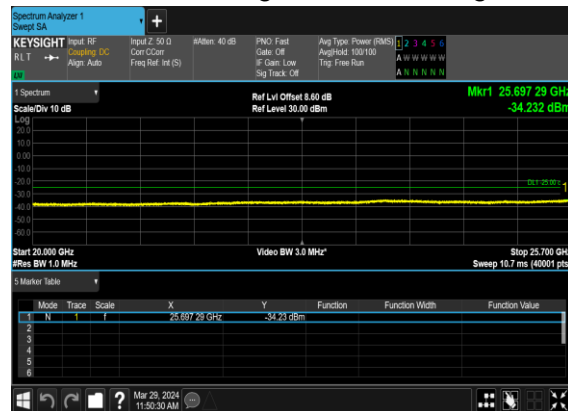 Spectrum Analyzer 1
Swept SA
KEYSIGHT Input: RF Input Z: 50 Ω #Atten: 40 dB PNO: Fast Avg Type: Power (RMS) 1 2 3 4 5 6
RLT Coupling: DC Corr CCorr Gate: Off Avg|Hold: 100/100 A W W W W W
Align: Auto Freq Ref: Int (S) IF Gain: Low Trig: Free Run
LW Sig Track: Off A N N N N N
1 Spectrum Ref Lvl Offset 8.60 dB Mkr1 25.697 29 GHz
Scale/Div 10 dB Ref Level 30.00 dBm -34.232 dBm
Log
20.0
10.0
0.00
-10.0
-20.0
DL1 -25.00
1
-30.0
-40.0
-50.0
-60.0
Start 20.000 GHz Video BW 3.0 MHz* Stop 25.700 GHz
#Res BW 1.0 MHz Sweep 10.7 ms (40001 pts
5 Marker Table
Mode Trace Scale X Y Function Function Width Function Value
1 N 1 f 25.697 29 GHz -34.23 dBm
2
3
4
5
6
? Mar 29, 2024
11:50:30 AM